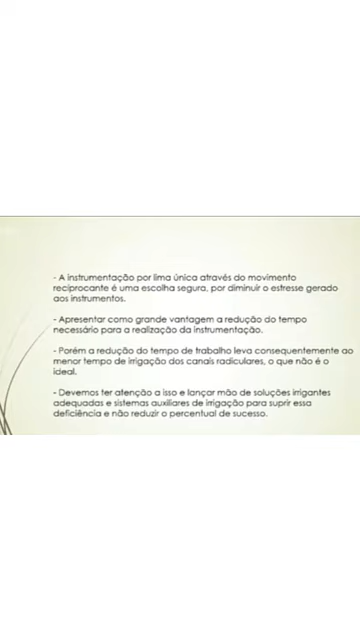 - A instrumentação por lima única através do movimento
reciprocante é uma escolha segura, por diminuir o estresse gerado
aos instrumentos.
- Apresentar como grande vantagem a redução do tempo
necessário para a realização da instrumentação.
- Porém a redução do tempo de trabalho leva consequentemente ao
menor tempo de irrigação dos canais radiculares, o que não é o
ideal.
- Devemos ter atenção a isso e lançar mão de soluções irrigantes
adequadas e sistemas auxiliares de irrigação para suprir essa
deficiência e não reduzir o percentual de sucesso.